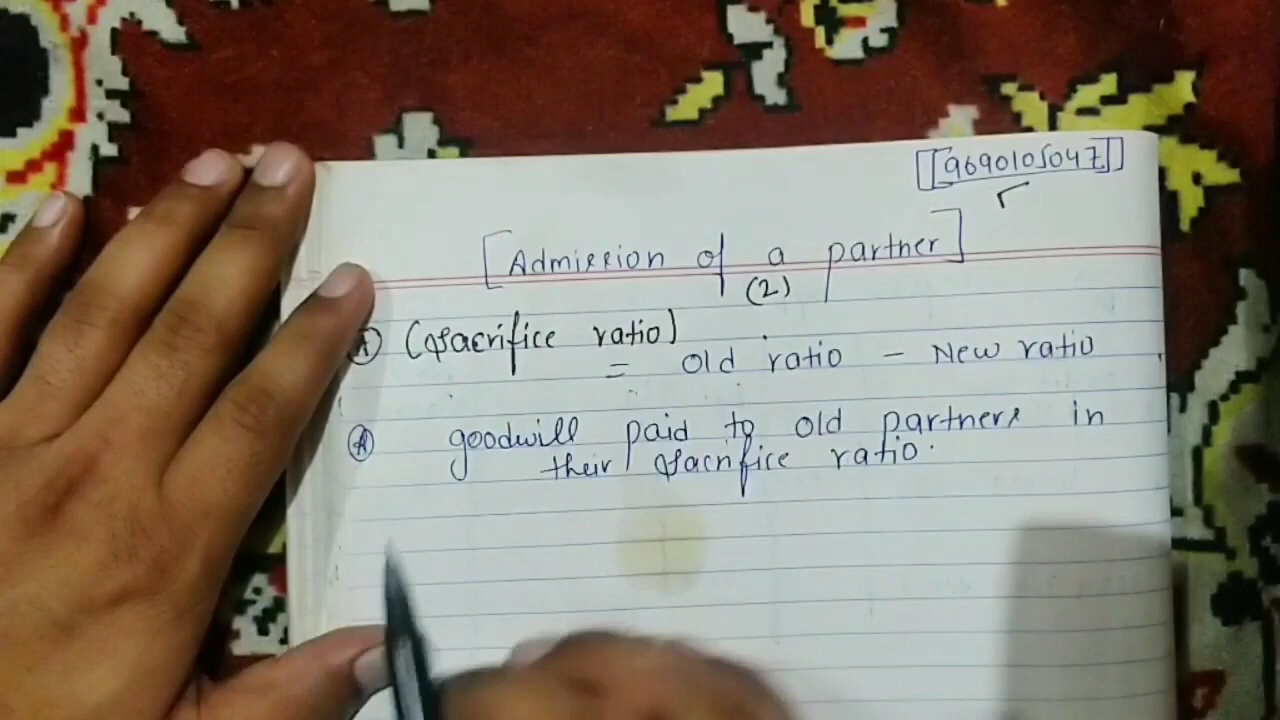 [[9690105047]]
[Admission of a partner]
(2)
(Sacrifice ratio)
= Old ratio - New ratio
goodwill paid to old partners in
their sacrifice ratio.